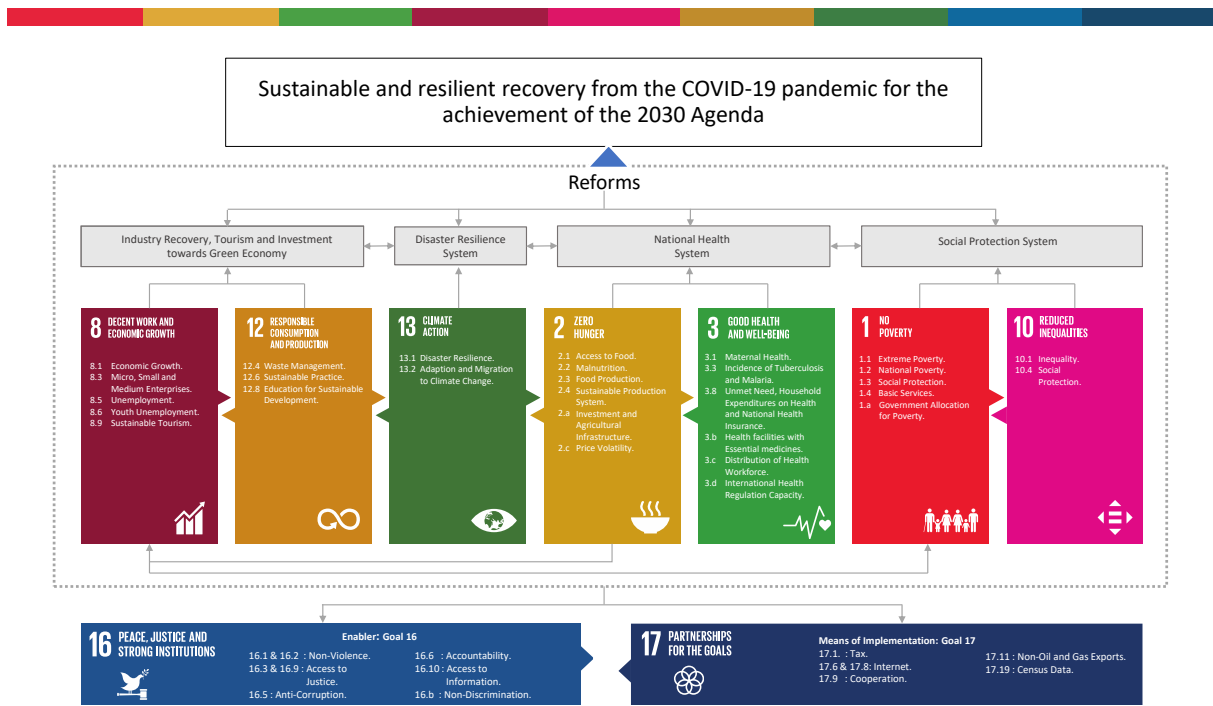 Sustainable and resilient recovery from the COVID-19 pandemic for the
achievement of the 2030 Agenda
Reforms
Industry Recovery, Tourism and Investment
towards Green Economy
Disaster Resilience
System
National Health
System
Social Protection System
8 DECENT WORK AND
ECONOMIC GROWTH
8.1 Economic Growth.
8.3 Micro, Small and
Medium Enterprises.
8.5 Unemployment.
8.6 Youth Unemployment.
8.9 Sustainable Tourism.
12 RESPONSIBLE
CONSUMPTION
AND PRODUCTION
12.4 Waste Management.
12.6 Sustainable Practice.
12.8 Education for Sustainable
Development.
13 CLIMATE
ACTION
13.1 Disaster Resilience.
13.2 Adaption and Migration
to Climate Change.
2 ZERO
HUNGER
2.1 Access to Food.
2.2 Malnutrition.
2.3 Food Production.
2.4 Sustainable Production
System.
2.a Investment and
Agricultural
Infrastructure.
2.c Price Volatility.
3 GOOD HEALTH
AND WELL-BEING
3.1 Maternal Health.
3.3 Incidence of Tuberculosis
and Malaria.
3.8 Unmet Need, Household
Expenditures on Health
and National Health
Insurance.
3.b Health facilities with
Essential medicines.
3.c Distribution of Health
Workforce.
3.d International Health
Regulation Capacity.
1 NO
POVERTY
1.1 Extreme Poverty.
1.2 National Poverty.
1.3 Social Protection.
1.4 Basic Services.
1.a Government Allocation
for Poverty.
10 REDUCED
INEQUALITIES
10.1 Inequality.
10.4 Social
Protection.
16 PEACE, JUSTICE AND
STRONG INSTITUTIONS
Enabler: Goal 16
16.1 & 16.2 : Non-Violence.
16.3 & 16.9 : Access to
Justice.
16.5 : Anti-Corruption.
16.6 : Accountability.
16.10 : Access to
Information.
16.b : Non-Discrimination.
17 PARTNERSHIPS
FOR THE GOALS
Means of Implementation: Goal 17
17.1. : Tax.
17.6 & 17.8: Internet.
17.9 : Cooperation.
17.11 : Non-Oil and Gas Exports.
17.19 : Census Data.